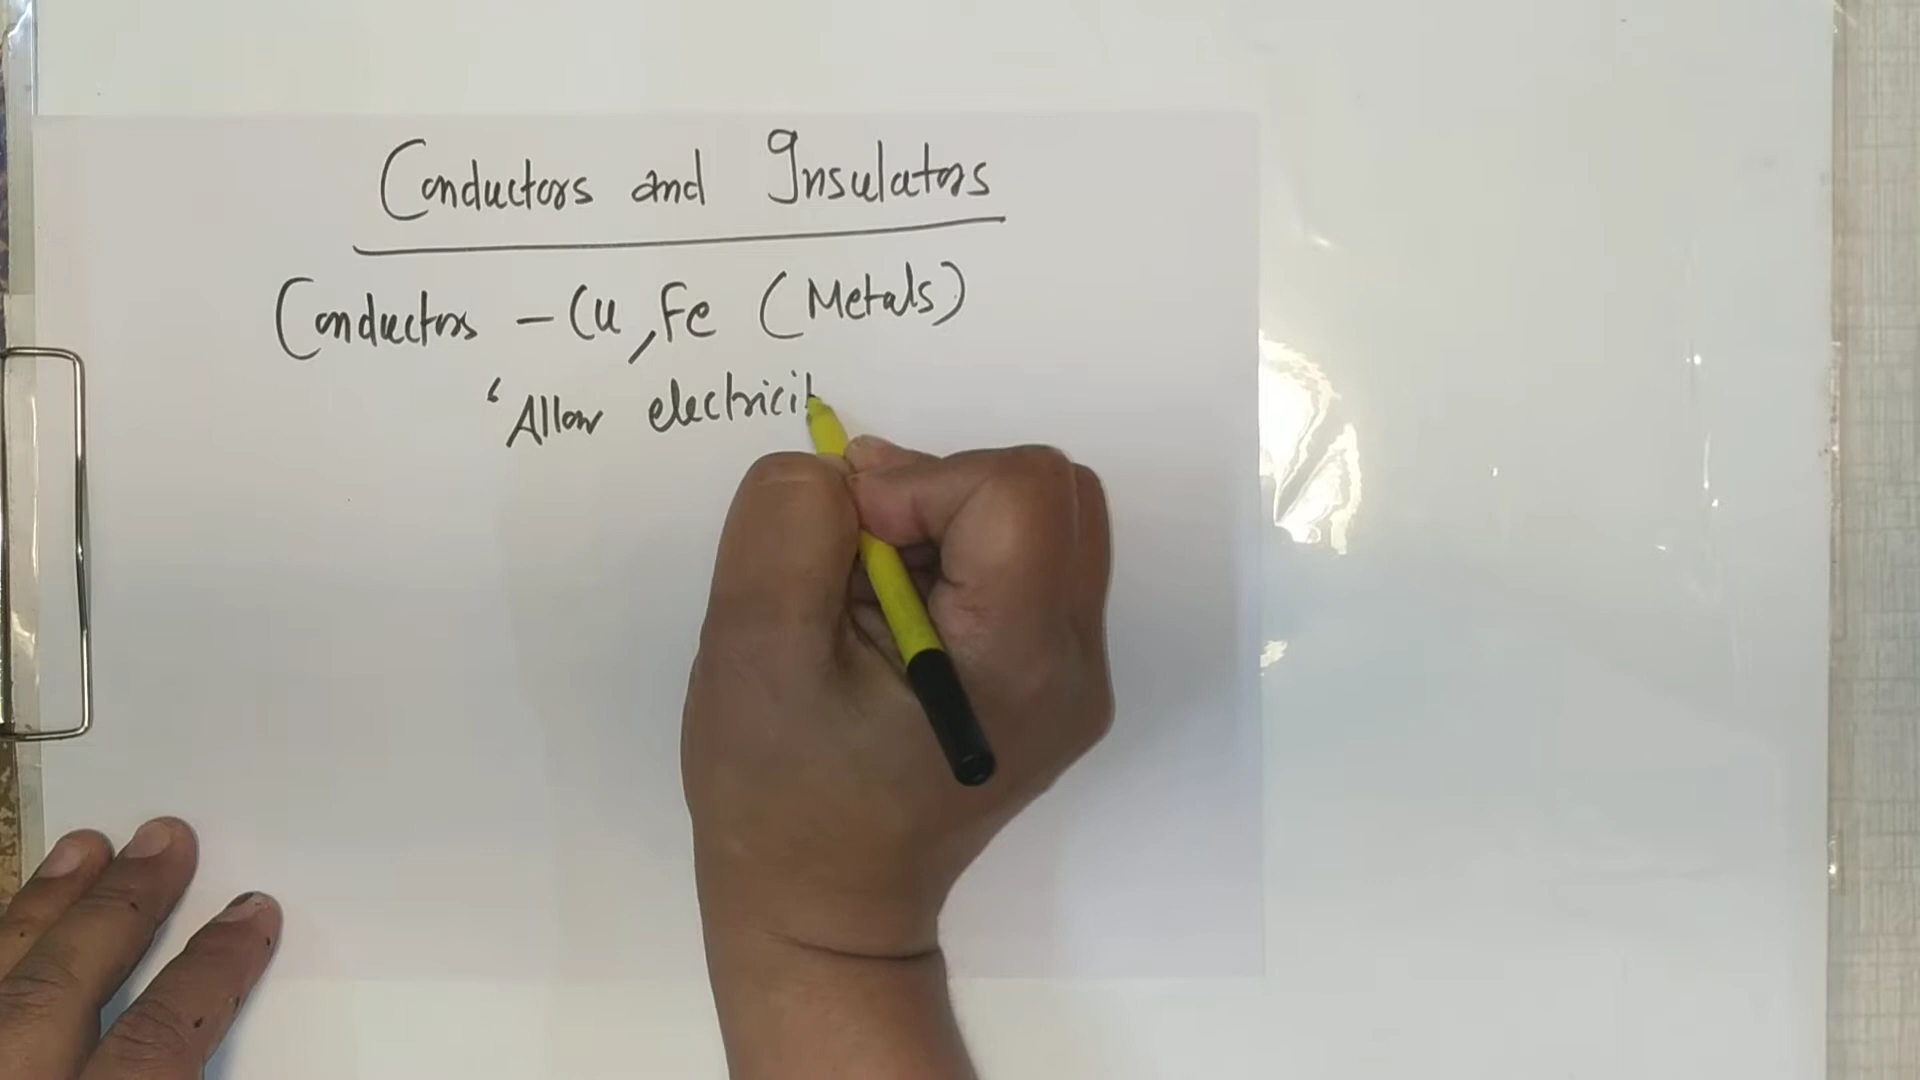 Conductors and Insulators
Conductors - Cu, Fe (Metals)
'Allow electricit